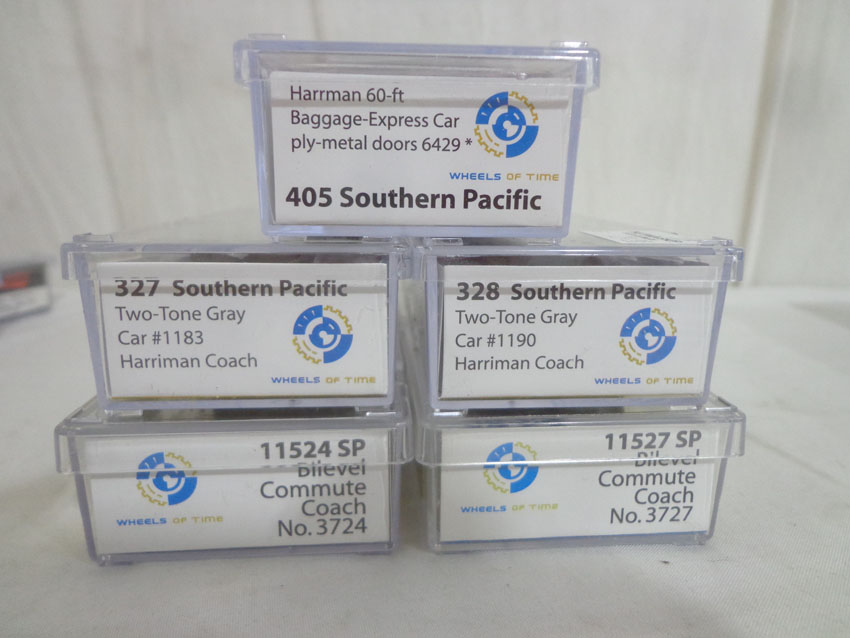 Harrman 60-ft
Baggage-Express Car
ply-metal doors 6429 *
WHEELS OF TIME
405 Southern Pacific
327 Southern Pacific
Two-Tone Gray
Car #1183
Harriman Coach
WHEELS OF TIME
328 Southern Pacific
Two-Tone Gray
Car #1190
Harriman Coach
WHEELS OF TIME
11524 SP
Bilevel
Commute
Coach
No. 3724
WHEELS OF TIME
11527 SP
Bilevel
Commute
Coach
No. 3727
WHEELS OF TIME